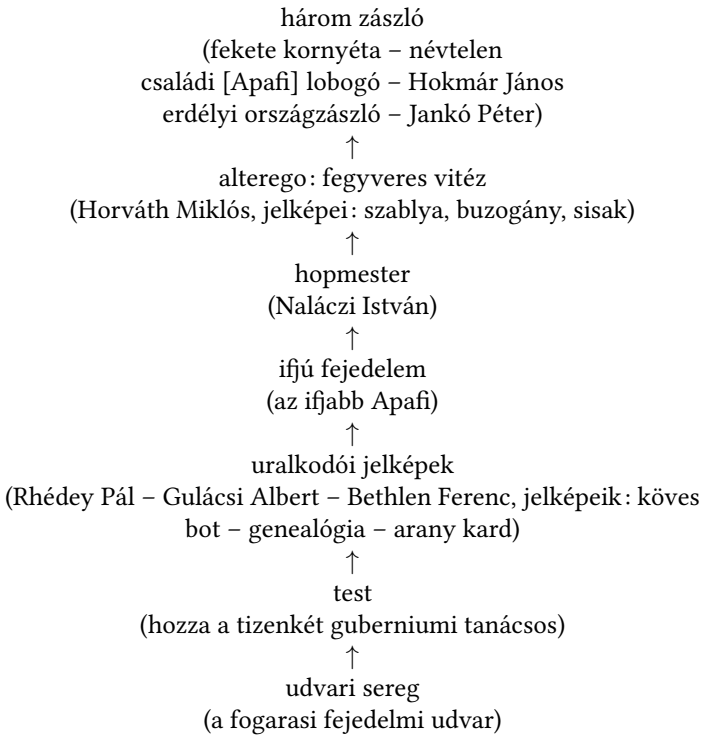 három zászló
(fekete kornyéta – névtelen
családi [Apafi] lobogó – Hokmár János
erdélyi országzászló – Jankó Péter)
↑
alterego: fegyveres vitéz
(Horváth Miklós, jelképei: szablya, buzogány, sisak)
↑
hopmester
(Naláczi István)
↑
ifjú fejedelem
(az ifjabb Apafi)
↑
uralkodói jelképek
(Rhédey Pál – Gulácsi Albert – Bethlen Ferenc, jelképeik: köves
bot – genealógia – arany kard)
↑
test
(hozza a tizenkét guberniumi tanácsos)
↑
udvari sereg
(a fogarasi fejedelmi udvar)